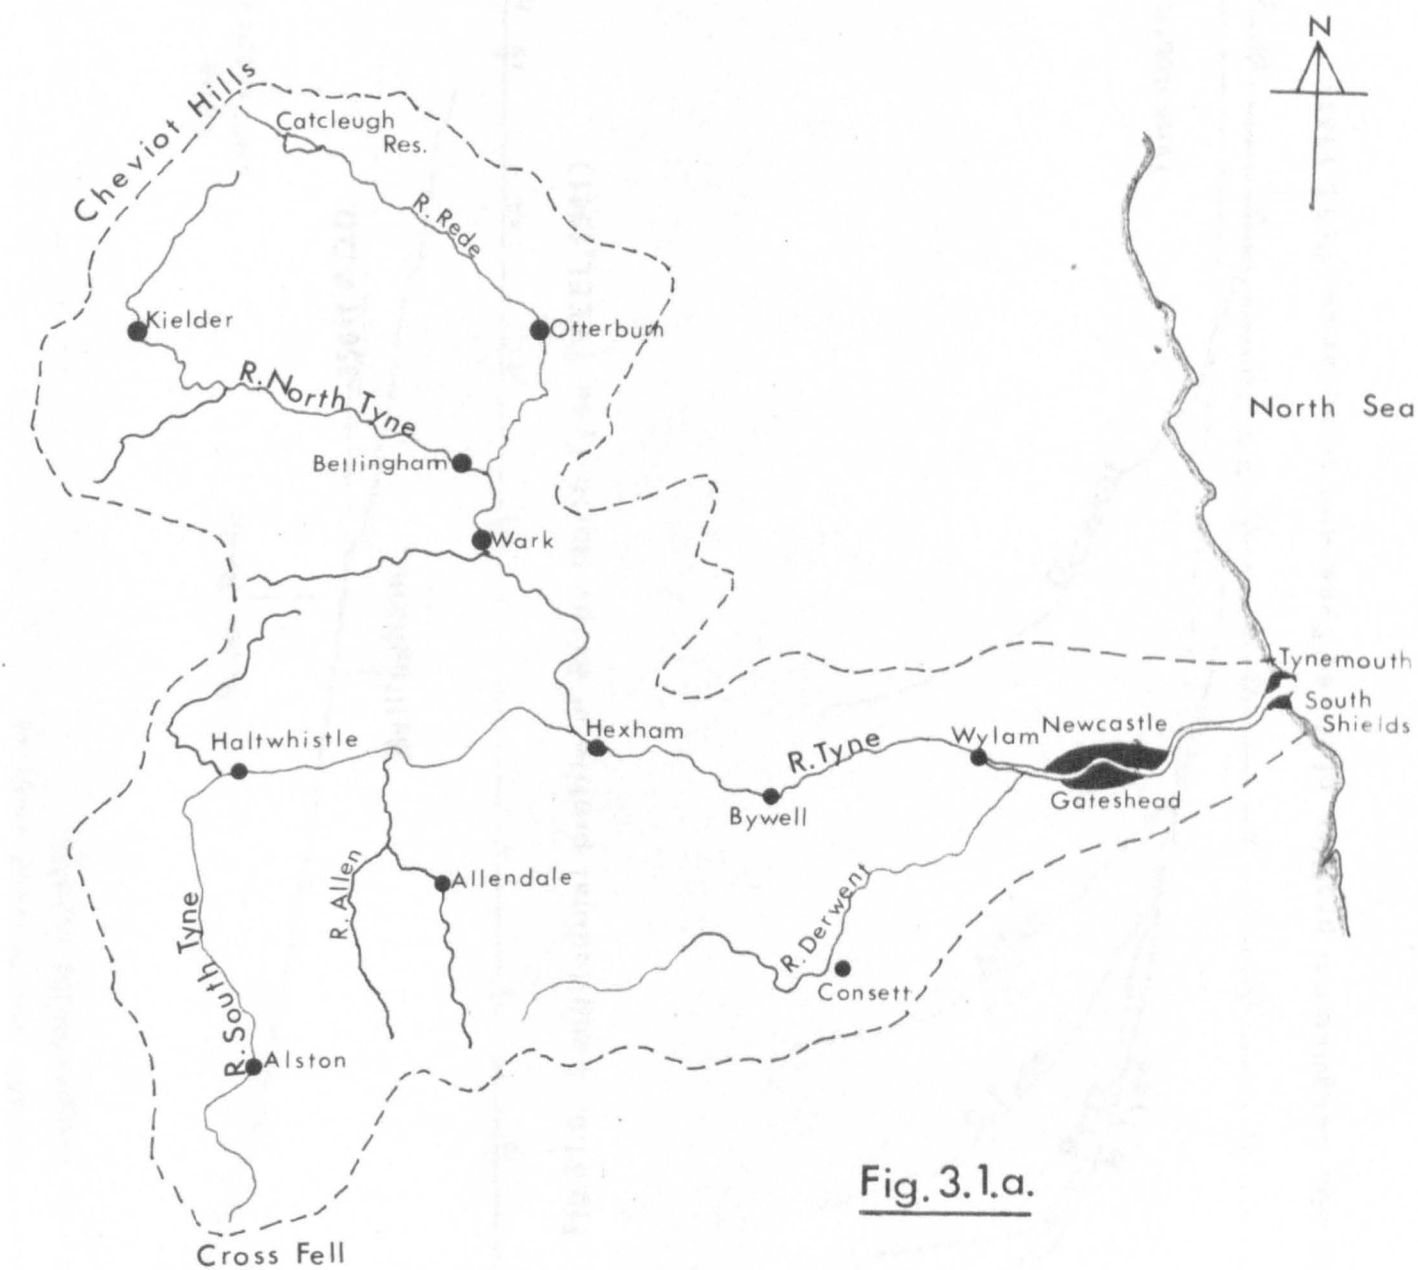 N
Cheviot Hills
Catcleugh
Res.
R. Rede
Kielder
Otterburn
R. North Tyne
North Sea
Bellingham
Wark
Tynemouth
South
Shields
Haltwhistle
Hexham
R. Tyne
Wylam
Newcastle
Gateshead
Bywell
R. Allen
Allendale
R. South Tyne
R. Derwent
Consett
Alston
Fig. 3.1.a.
Cross Fell